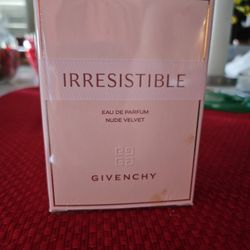 IRRESISTIBLE
EAU DE PARFUM
NUDE VELVET
GIVENCHY